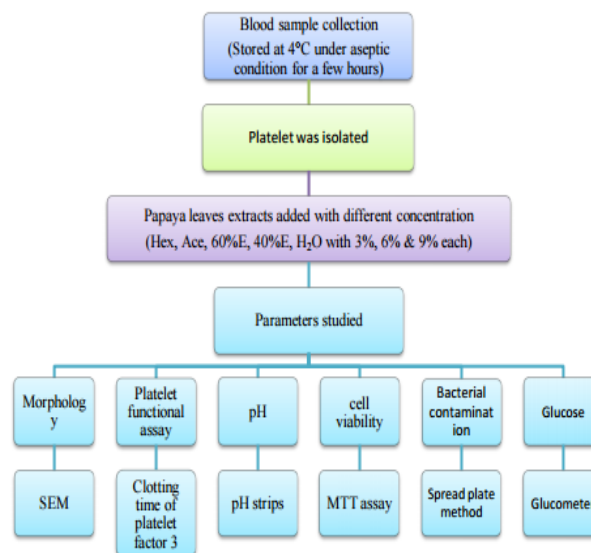 Blood sample collection
(Stored at 4°C under aseptic
condition for a few hours)
Platelet was isolated
Papaya leaves extracts added with different concentration
(Hex, Ace, 60%E, 40%E, H₂O with 3%, 6% & 9% each)
Parameters studied
Morpholog
y
Platelet
functional
assay
pH
cell
viability
Bacterial
contaminat
ion
Glucose
SEM
Clotting
time of
platelet
factor 3
pH strips
MTT assay
Spread plate
method
Glucomete